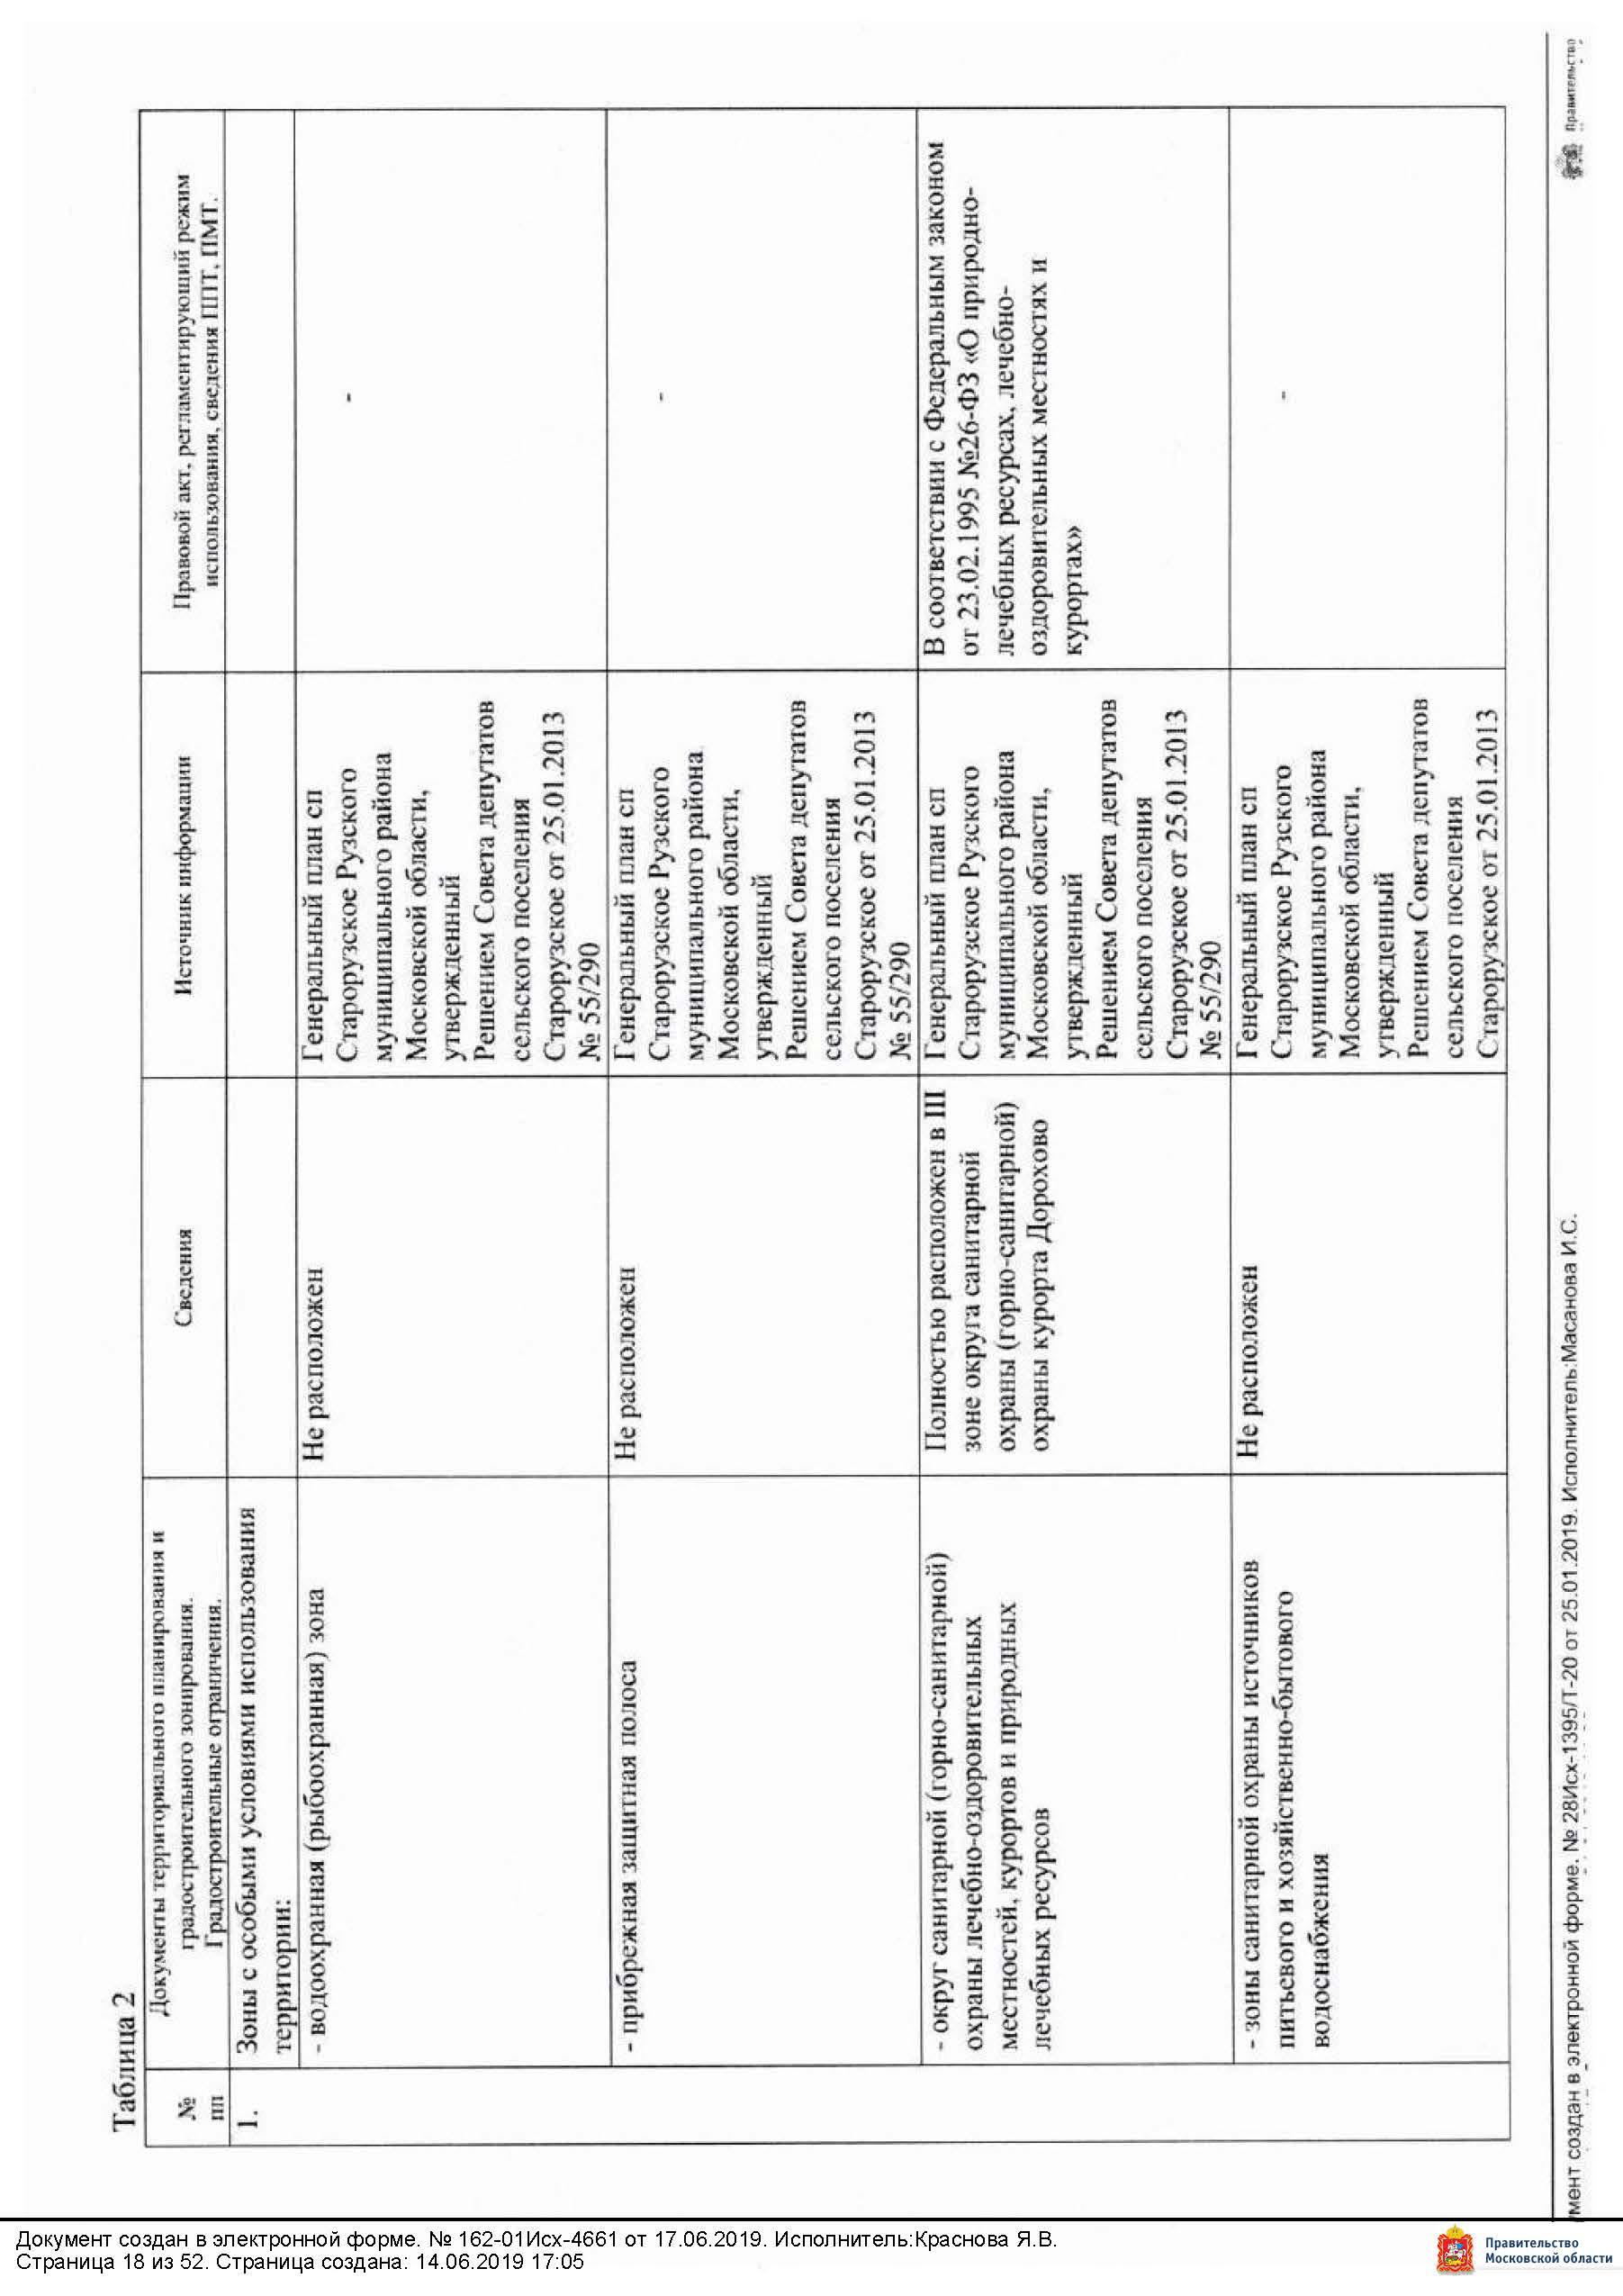 Таблица 2
№
пп
Документы территориального планирования и
градостроительного зонирования.
Градостроительные ограничения.
Сведения
Источник информации
Правовой акт, регламентирующий режим
использования, сведения ППТ, ПМТ.
1.
Зоны с особыми условиями использования
территории:
- водоохранная (рыбоохранная) зона
Не расположен
Генеральный план сп
Старорузское Рузского
муниципального района
Московской области,
утвержденный
Решением Совета депутатов
сельского поселения
Старорузское от 25.01.2013
№ 55/290
-
- прибрежная защитная полоса
Не расположен
Генеральный план сп
Старорузское Рузского
муниципального района
Московской области,
утвержденный
Решением Совета депутатов
сельского поселения
Старорузское от 25.01.2013
№ 55/290
-
- округ санитарной (горно-санитарной)
охраны лечебно-оздоровительных
местностей, курортов и природных
лечебных ресурсов
Полностью расположен в III
зоне округа санитарной
охраны (горно-санитарной)
охраны курорта Дорохово
Генеральный план сп
Старорузское Рузского
муниципального района
Московской области,
утвержденный
Решением Совета депутатов
сельского поселения
Старорузское от 25.01.2013
№ 55/290
В соответствии с Федеральным законом
от 23.02.1995 №26-ФЗ «О природно-
лечебных ресурсах, лечебно-
оздоровительных местностях и
курортах»
- зоны санитарной охраны источников
питьевого и хозяйственно-бытового
водоснабжения
Не расположен
Генеральный план сп
Старорузское Рузского
муниципального района
Московской области,
утвержденный
Решением Совета депутатов
сельского поселения
Старорузское от 25.01.2013
-
мент создан в электронной форме. № 28Исх-1395/Т-20 от 25.01.2019. Исполнитель:Масанова И.С.
Правительство
Документ создан в электронной форме. № 162-01Исх-4661 от 17.06.2019. Исполнитель:Краснова Я.В.
Страница 18 из 52. Страница создана: 14.06.2019 17:05
Правительство
Московской области